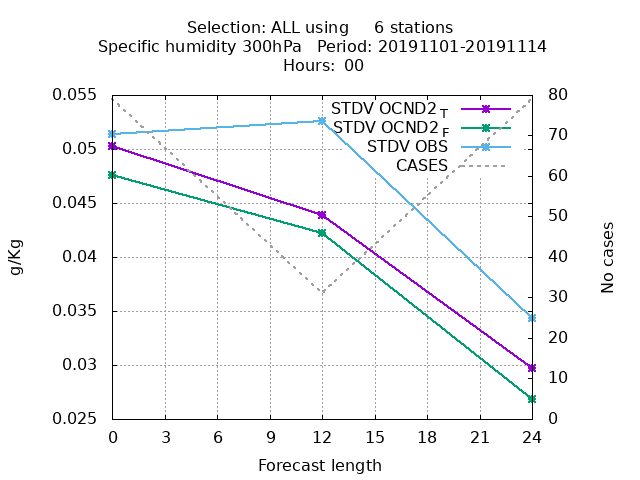 Selection: ALL using     6 stations
Specific humidity 300hPa   Period: 20191101-20191114
Hours: 00
STDV OCND2_T
STDV OCND2_F
STDV OBS
CASES
0.055
0.05
0.045
0.04
0.035
0.03
0.025
g/Kg
80
70
60
50
40
30
20
10
0
No cases
0 3 6 9 12 15 18 21 24
Forecast length